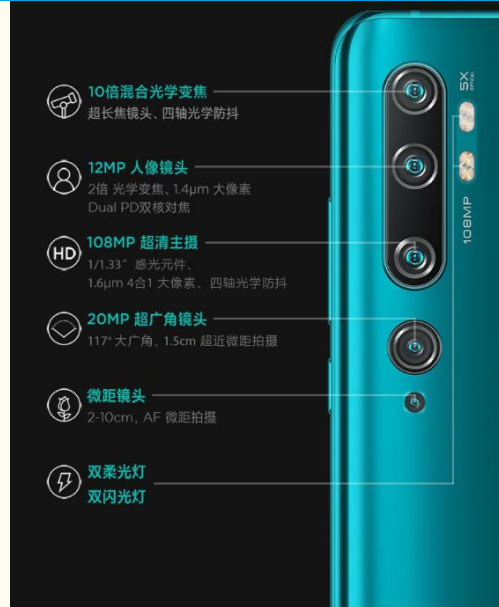 10倍混合光学变焦
超长焦镜头、四轴光学防抖
12MP 人像镜头
2倍 光学变焦、1.4μm 大像素
Dual PD双核对焦
HD
108MP 超清主摄
1/1.33" 感光元件、
1.6μm 4合1 大像素、四轴光学防抖
20MP 超广角镜头
117°大广角、1.5cm 超近微距拍摄
微距镜头
2-10cm, AF 微距拍摄
双柔光灯
双闪光灯
5X
OPTICAL
108MP